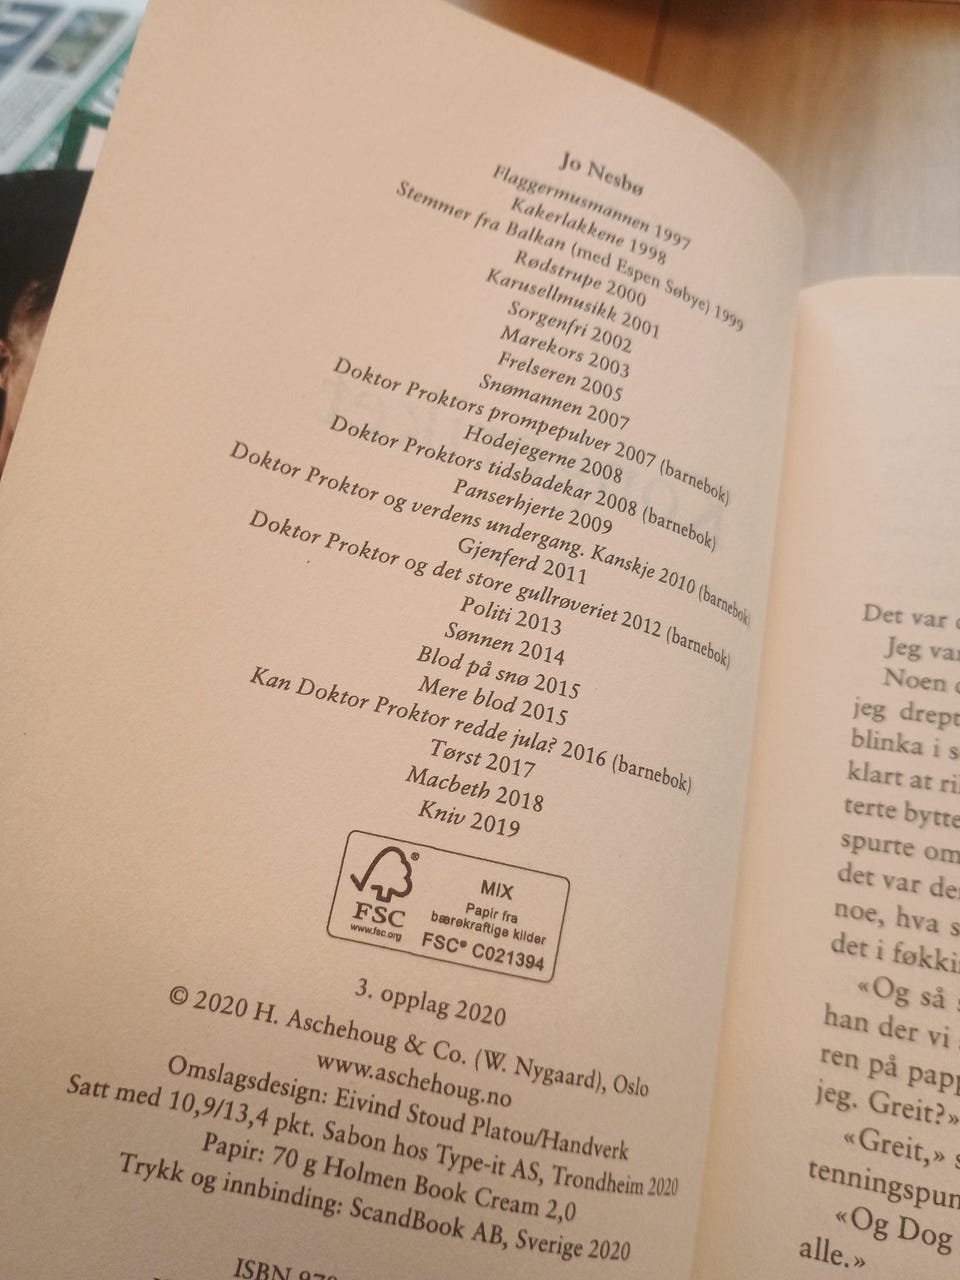 Jo Nesbø
Flaggermusmannen 1997
Kakerlakkene 1998
Stemmer fra Balkan (med Espen Søbye) 1999
Rødstrupe 2000
Karusellmusikk 2001
Sorgenfri 2002
Marekors 2003
Frelseren 2005
Snømannen 2007
Doktor Proktors prompepulver 2007 (barnebok)
Hodejegerne 2008
Doktor Proktors tidsbadekar 2008 (barnebok)
Panserhjerte 2009
Doktor Proktor og verdens undergang. Kanskje 2010 (barnebok)
Gjenferd 2011
Doktor Proktor og det store gullrøveriet 2012 (barnebok)
Politi 2013
Sønnen 2014
Blod på snø 2015
Mere blod 2015
Kan Doktor Proktor redde jula? 2016 (barnebok)
Tørst 2017
Macbeth 2018
Kniv 2019
FSC
www.fsc.org
MIX
Papir fra
bærekraftige kilder
FSC® C021394
3. opplag 2020
© 2020 H. Aschehoug & Co. (W. Nygaard), Oslo
www.aschehoug.no
Omslagsdesign: Eivind Stoud Platou/Handverk
Satt med 10,9/13,4 pkt. Sabon hos Type-it AS, Trondheim 2020
Papir: 70 g Holmen Book Cream 2,0
Trykk og innbinding: ScandBook AB, Sverige 2020
ISBN 978
Det var
Jeg var
Noen
jeg drept
blinka i
klart at
terte bytte
spurte om
det var
noe, hva
det i føkki
«Og så
han der vi
ren på papp
jeg. Greit?»
«Greit,»
tenningspun
«Og Dog
alle.»